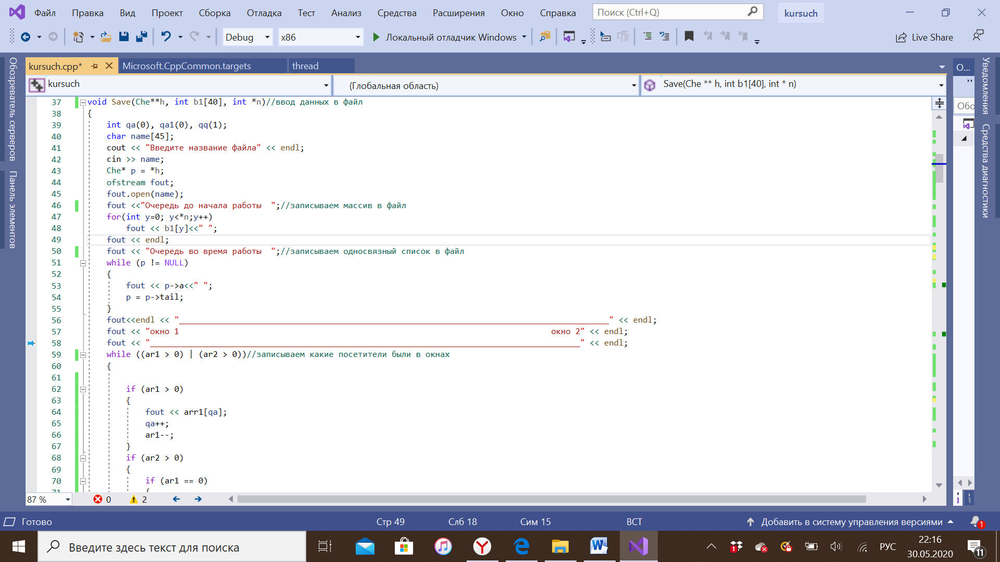 Файл Правка Вид Проект Сборка Отладка Тест Анализ Средства Расширения Окно Справка Поиск (Ctrl+Q) kursuch
Debug x86 Локальный отладчик Windows Live Share
Обозреватель серверов
Панель элементов
kursuch.cpp* Microsoft.CppCommon.targets thread
kursuch (Глобальная область) Save(Che ** h, int b1[40], int * n)
37 void Save(Che**h, int b1[40], int *n)//ввод данных в файл
38 {
39 int qa(0), qa1(0), qq(1);
40 char name[45];
41 cout << "Введите название файла" << endl;
42 cin >> name;
43 Che* p = *h;
44 ofstream fout;
45 fout.open(name);
46 fout <<"Очередь до начала работы  ";//записываем массив в файл
47 for(int y=0; y<*n;y++)
48 fout << b1[y]<<" ";
49 fout << endl;
50 fout << "Очередь во время работы  ";//записываем односвязный список в файл
51 while (p != NULL)
52 {
53 fout << p->a<<" ";
54 p = p->tail;
55 }
56 fout<<endl << "__________________________________________________________________________________________" << endl;
57 fout << "окно 1                                                                             окно 2" << endl;
58 fout << "__________________________________________________________________________________________" << endl;
59 while ((ar1 > 0) | (ar2 > 0))//записываем какие посетители были в окнах
60 {
61
62 if (ar1 > 0)
63 {
64 fout << arr1[qa];
65 qa++;
66 ar1--;
67 }
68 if (ar2 > 0)
69 {
70 if (ar1 == 0)
71 {
87 % 0 2
О...
Обо
Уведомления
Средства диагностики
Готово Стр 49 Слб 18 Сим 15 ВСТ Добавить в систему управления версиями 1
Введите здесь текст для поиска 1 РУС 22:16
30.05.2020 11